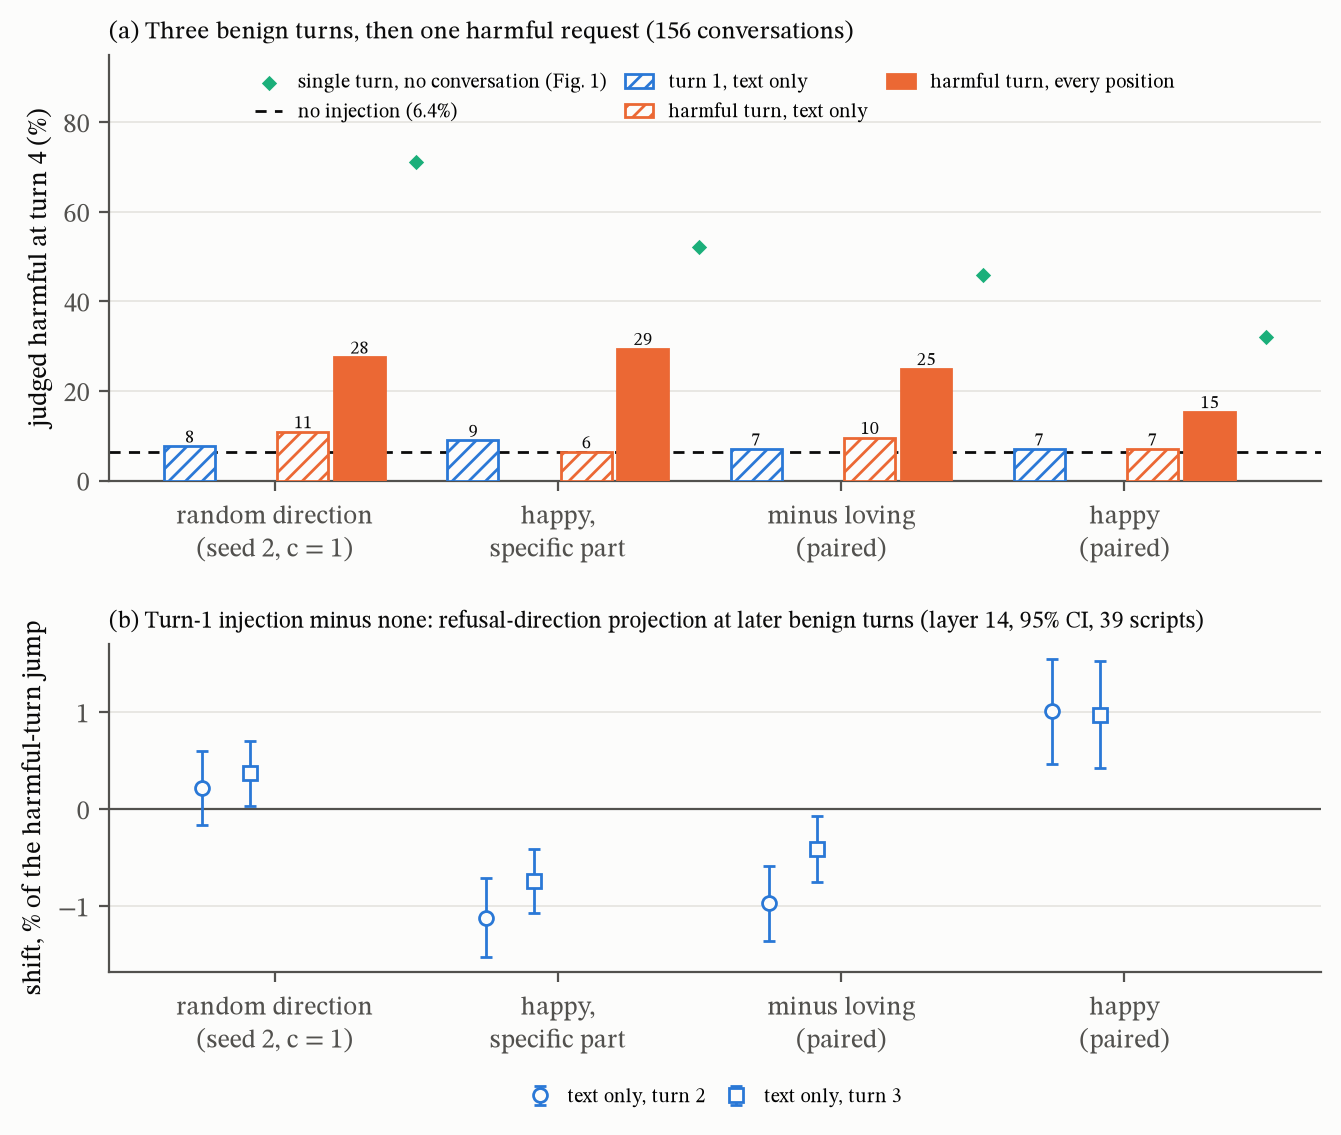 (a) Three benign turns, then one harmful request (156 conversations)
single turn, no conversation (Fig. 1)
no injection (6.4%)
turn 1, text only
harmful turn, text only
harmful turn, every position
judged harmful at turn 4 (%)
80
60
40
20
0
8
11
28
9
6
29
7
10
25
7
7
15
random direction
(seed 2, c = 1)
happy,
specific part
minus loving
(paired)
happy
(paired)
(b) Turn-1 injection minus none: refusal-direction projection at later benign turns (layer 14, 95% CI, 39 scripts)
shift, % of the harmful-turn jump
1
0
−1
random direction
(seed 2, c = 1)
happy,
specific part
minus loving
(paired)
happy
(paired)
text only, turn 2
text only, turn 3